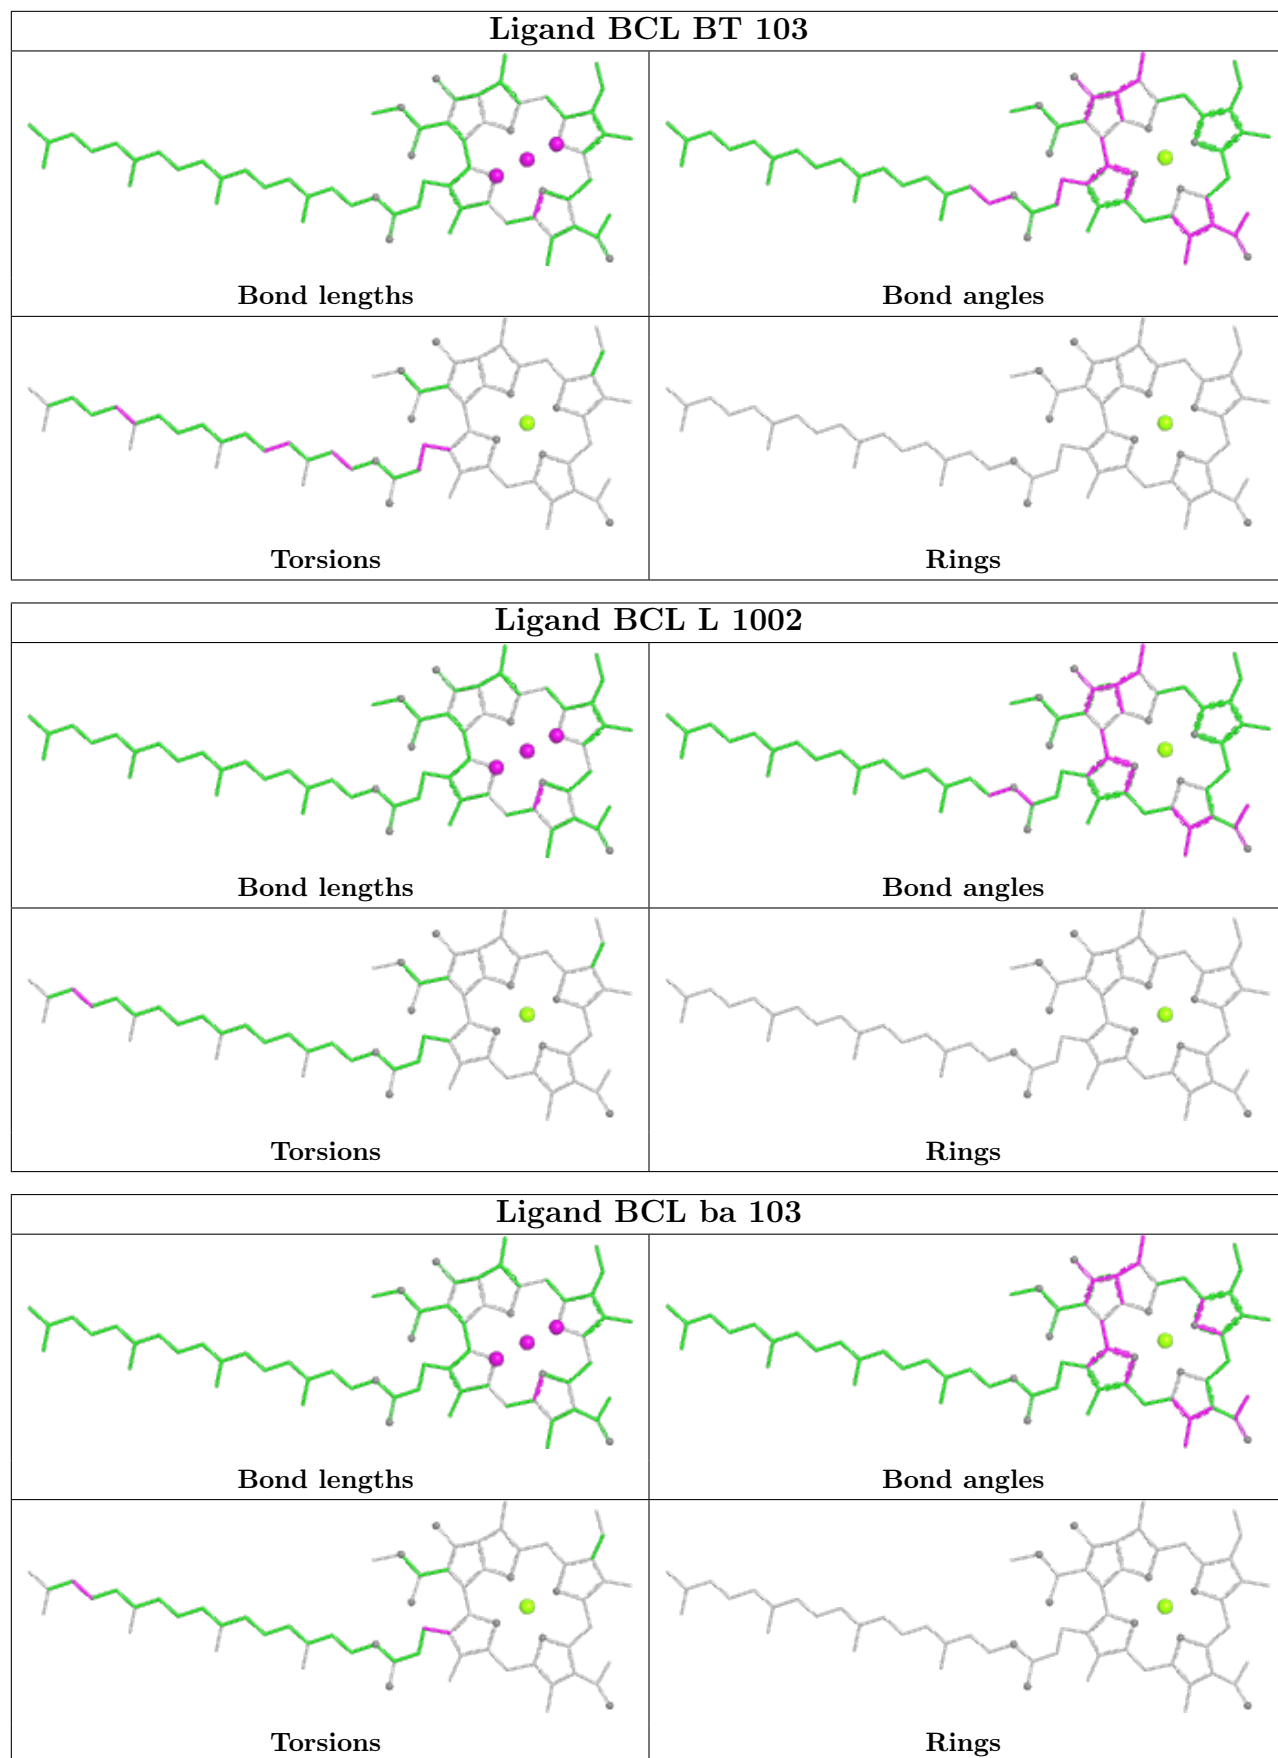 Ligand BCL BT 103
Bond lengths
Bond angles
Torsions
Rings
Ligand BCL L 1002
Bond lengths
Bond angles
Torsions
Rings
Ligand BCL ba 103
Bond lengths
Bond angles
Torsions
Rings